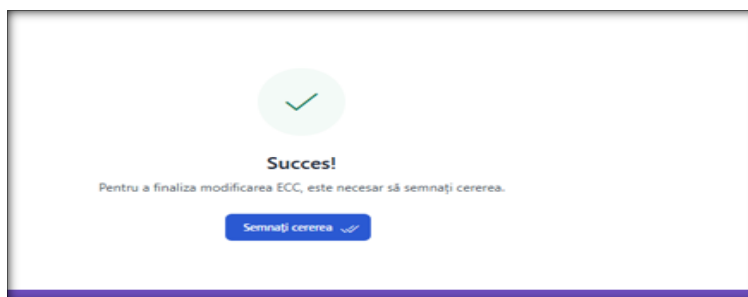 Succes!
Pentru a finaliza modificarea ECC, este necesar să semnați cererea.
Semnați cererea